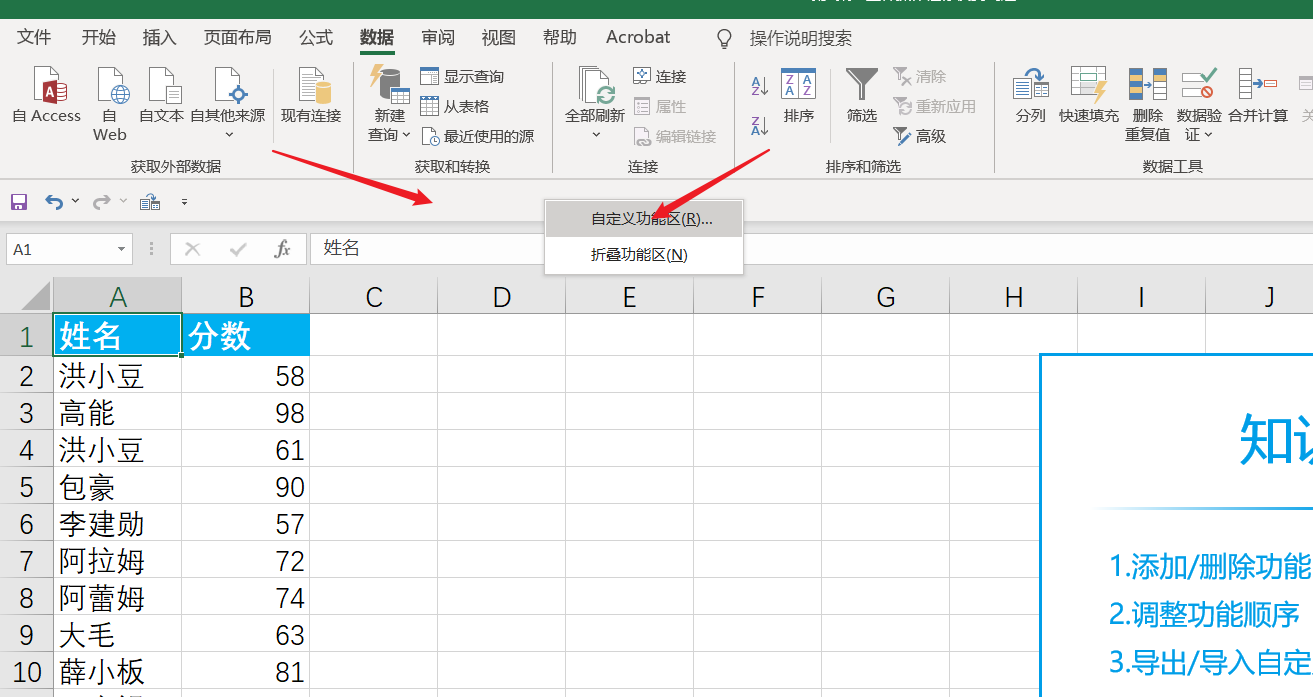 文件 开始 插入 页面布局 公式 数据 审阅 视图 帮助 Acrobat 操作说明搜索
自 Access 自 Web 自文本 自其他来源 现有连接
获取外部数据
新建查询 显示查询
从表格
最近使用的源
获取和转换
全部刷新 连接
属性
编辑链接
连接
排序 筛选 清除
重新应用
高级
排序和筛选
分列 快速填充 删除重复值 数据验证 合并计算
数据工具
自定义功能区(R)...
折叠功能区(N)
A1 fx 姓名
A B C D E F G H I J
1 姓名 分数
2 洪小豆 58
3 高能 98
4 洪小豆 61
5 包豪 90
6 李建勋 57
7 阿拉姆 72
8 阿蕾姆 74
9 大毛 63
10 薛小板 81
知
1.添加/删除功能
2.调整功能顺序
3.导出/导入自定